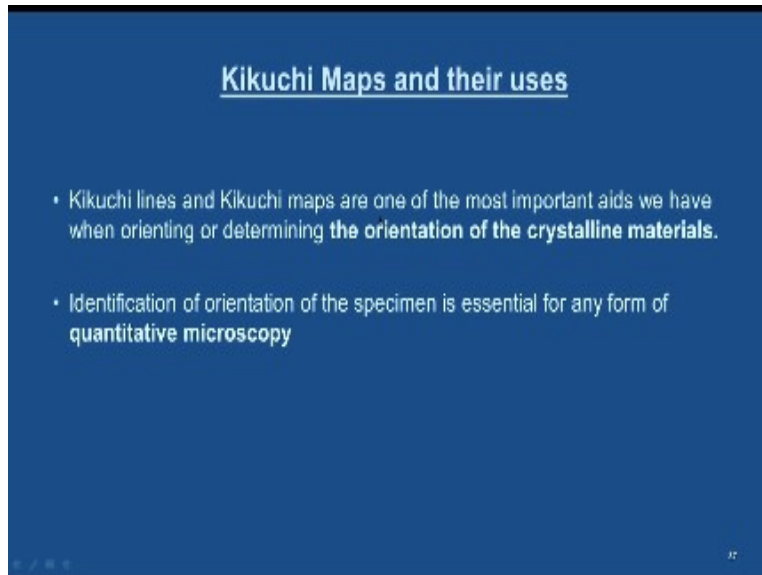 Kikuchi Maps and their uses
• Kikuchi lines and Kikuchi maps are one of the most important aids we have
when orienting or determining the orientation of the crystalline materials.
• Identification of orientation of the specimen is essential for any form of
quantitative microscopy